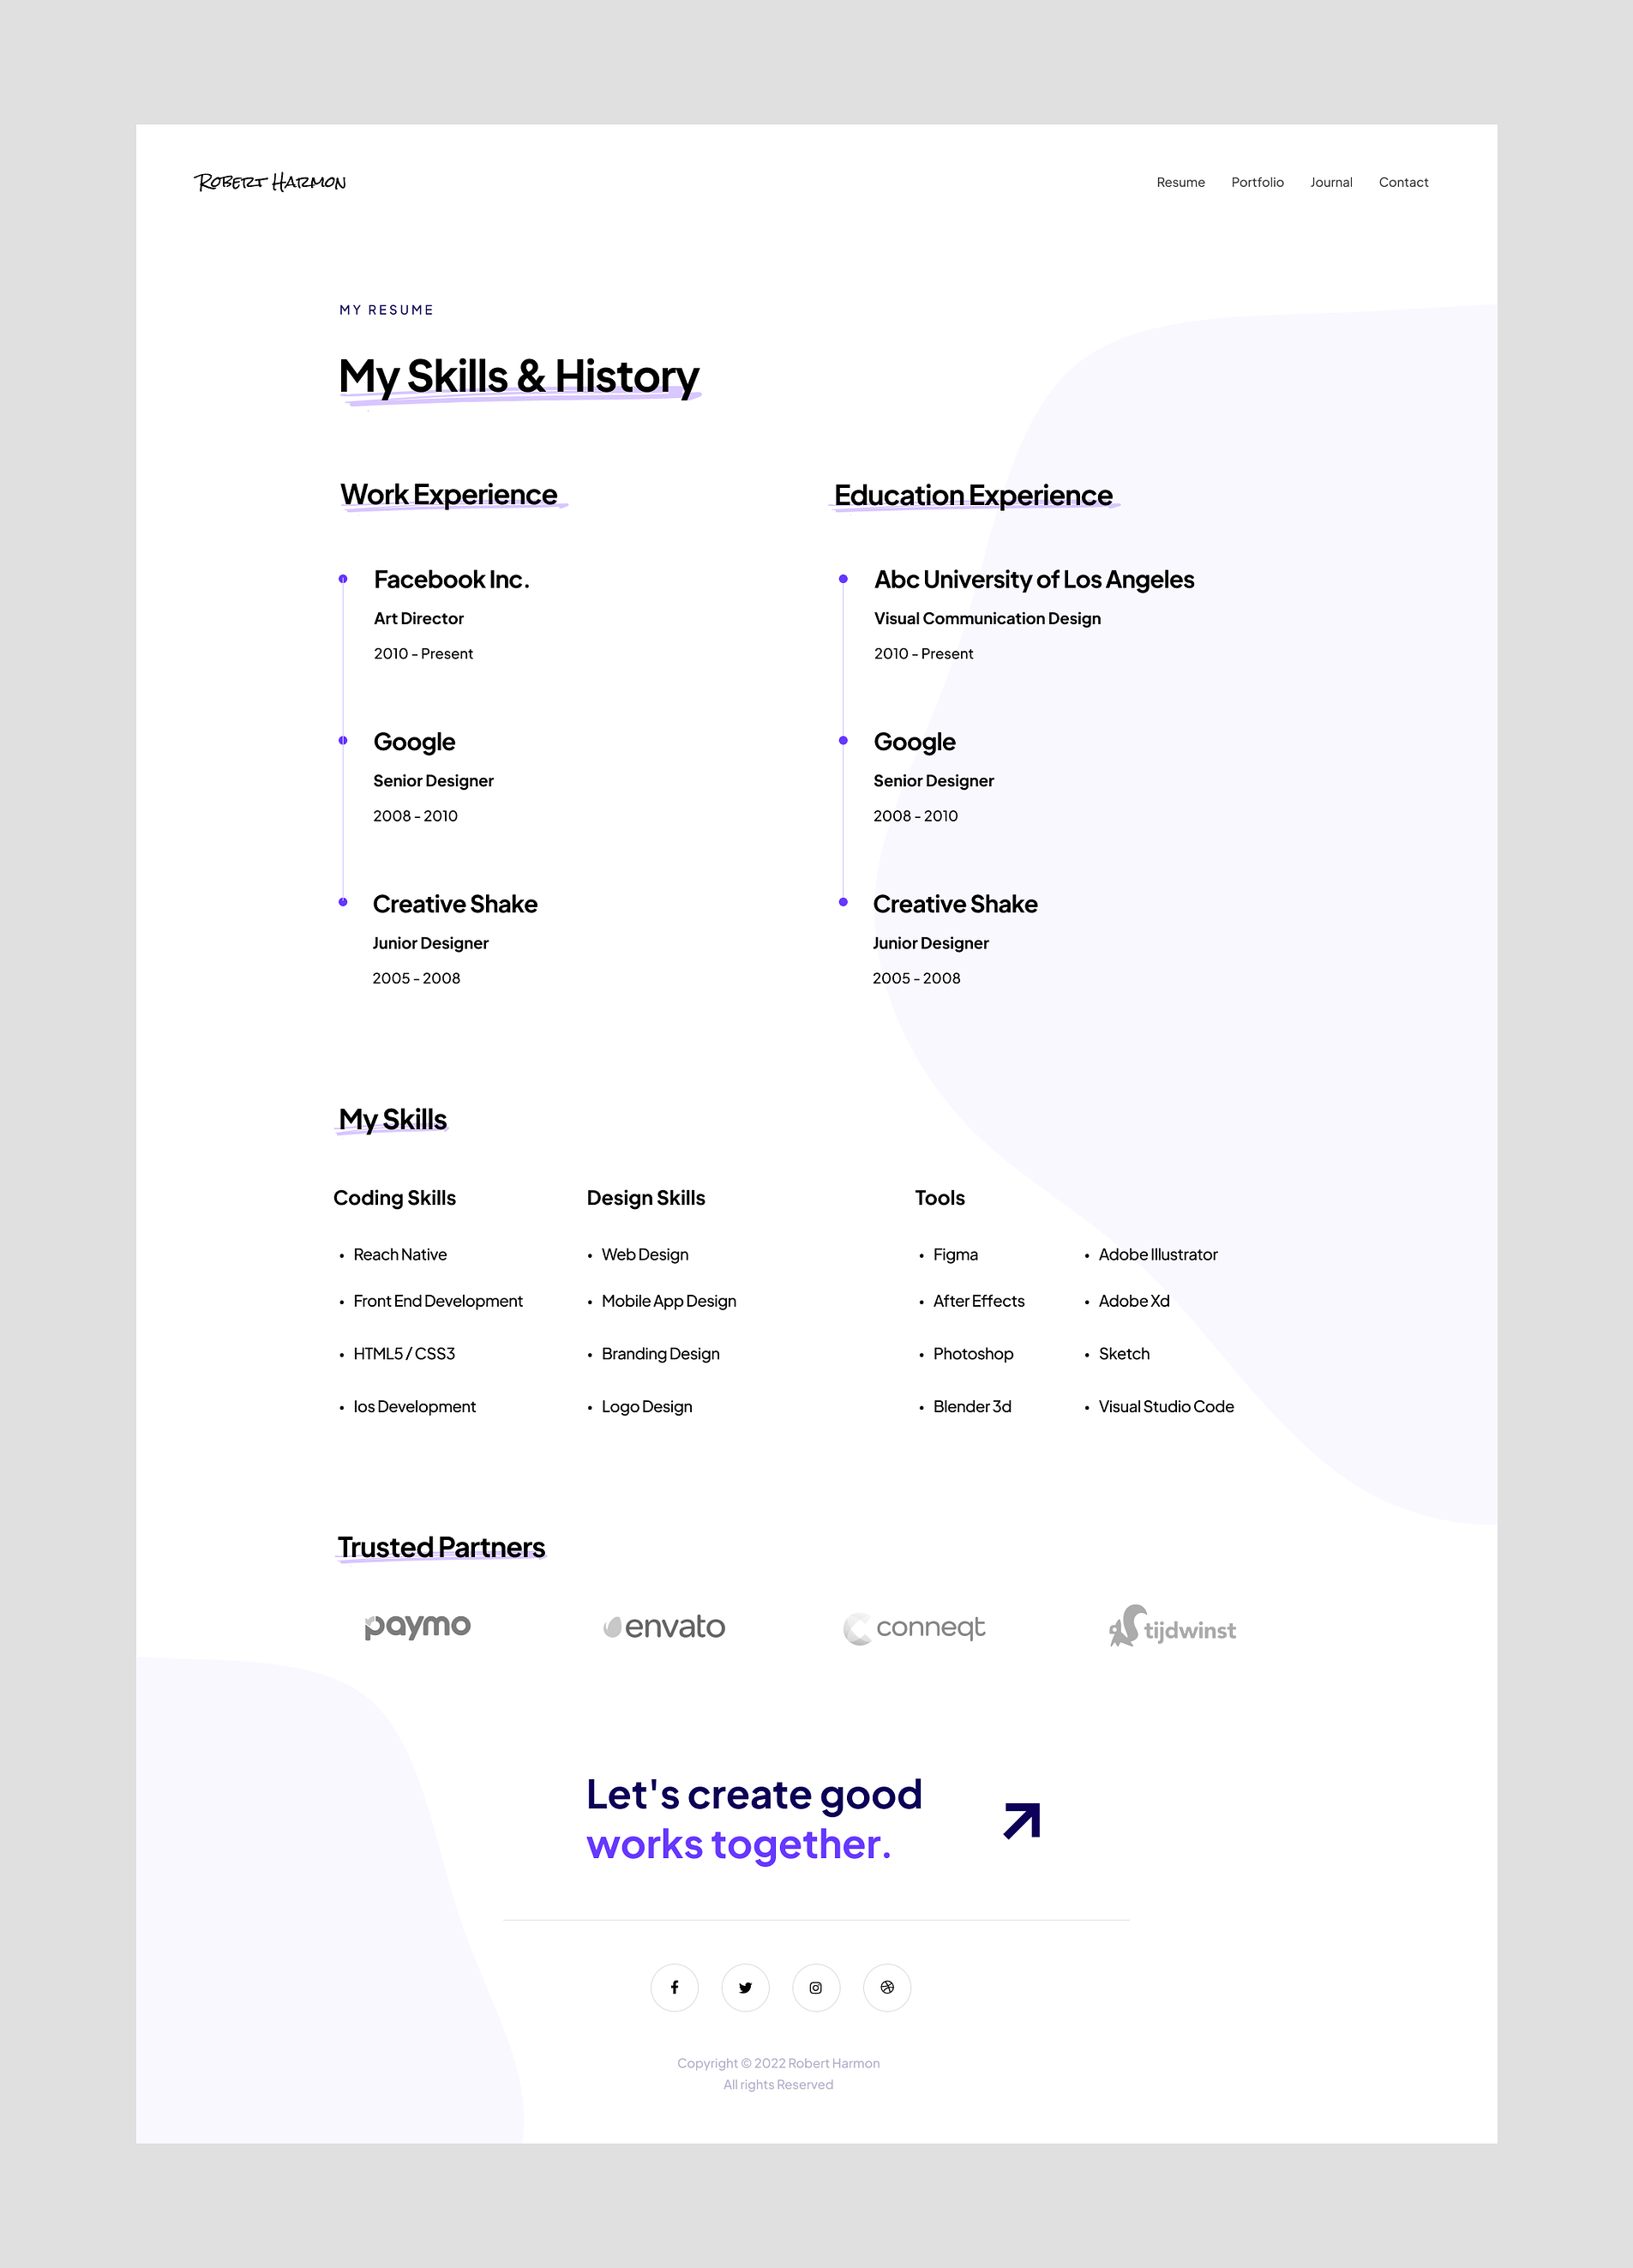 Robert Harmon
Resume Portfolio Journal Contact
MY RESUME
My Skills & History
Work Experience
Facebook Inc.
Art Director
2010 - Present
Google
Senior Designer
2008 - 2010
Creative Shake
Junior Designer
2005 - 2008
Education Experience
Abc University of Los Angeles
Visual Communication Design
2010 - Present
Google
Senior Designer
2008 - 2010
Creative Shake
Junior Designer
2005 - 2008
My Skills
Coding Skills
• Reach Native
• Front End Development
• HTML5 / CSS3
• Ios Development
Design Skills
• Web Design
• Mobile App Design
• Branding Design
• Logo Design
Tools
• Figma
• After Effects
• Photoshop
• Blender 3d
• Adobe Illustrator
• Adobe Xd
• Sketch
• Visual Studio Code
Trusted Partners
paymo
envato
conneqt
tijdwinst
Let's create good
works together.
Copyright © 2022 Robert Harmon
All rights Reserved